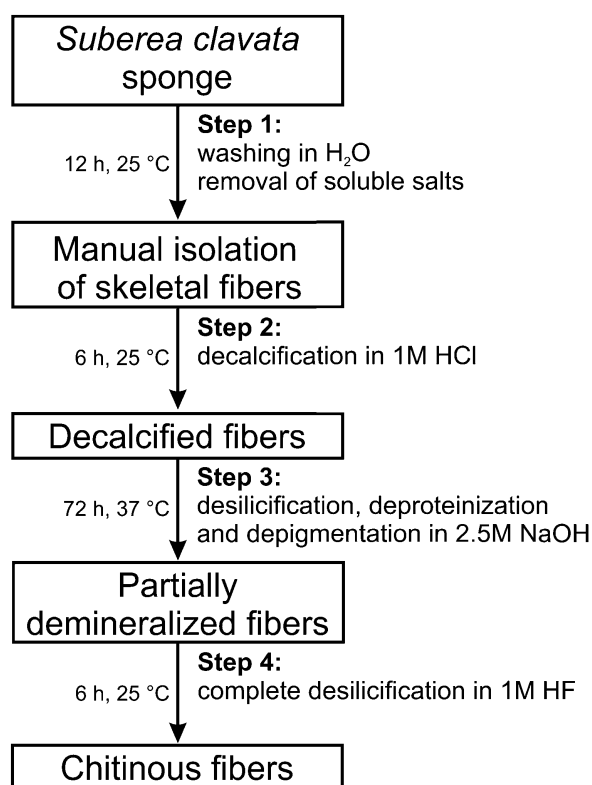 Suberea clavata
sponge
12 h, 25 °C
Step 1:
washing in H₂O
removal of soluble salts
Manual isolation
of skeletal fibers
6 h, 25 °C
Step 2:
decalcification in 1M HCl
Decalcified fibers
72 h, 37 °C
Step 3:
desilicification, deproteinization
and depigmentation in 2.5M NaOH
Partially
demineralized fibers
6 h, 25 °C
Step 4:
complete desilicification in 1M HF
Chitinous fibers